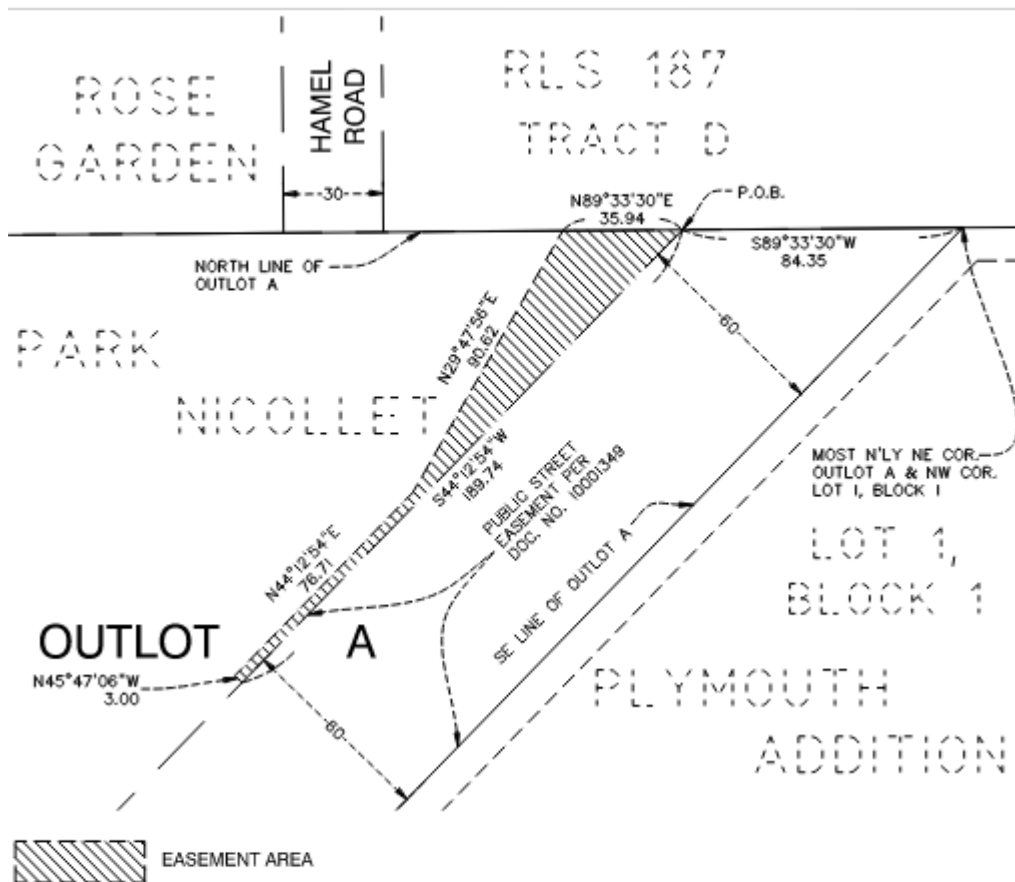 ROSE
GARDEN
HAMEL
ROAD
RLS 187
TRACT D
30
N89°33'30"E
35.94
P.O.B.
S89°33'30"W
84.35
NORTH LINE OF
OUTLOT A
PARK
NICOLLET
N29°47'56"E
90.62
60
S44°12'54"W
189.74
PUBLIC STREET
EASEMENT PER
DOC. NO. 10001349
MOST N'LY NE COR.
OUTLOT A & NW COR.
LOT 1, BLOCK 1
N44°12'54"E
76.71
SE LINE OF OUTLOT A
LOT 1,
BLOCK 1
OUTLOT A
N45°47'06"W
3.00
60
PLYMOUTH
ADDITION
EASEMENT AREA